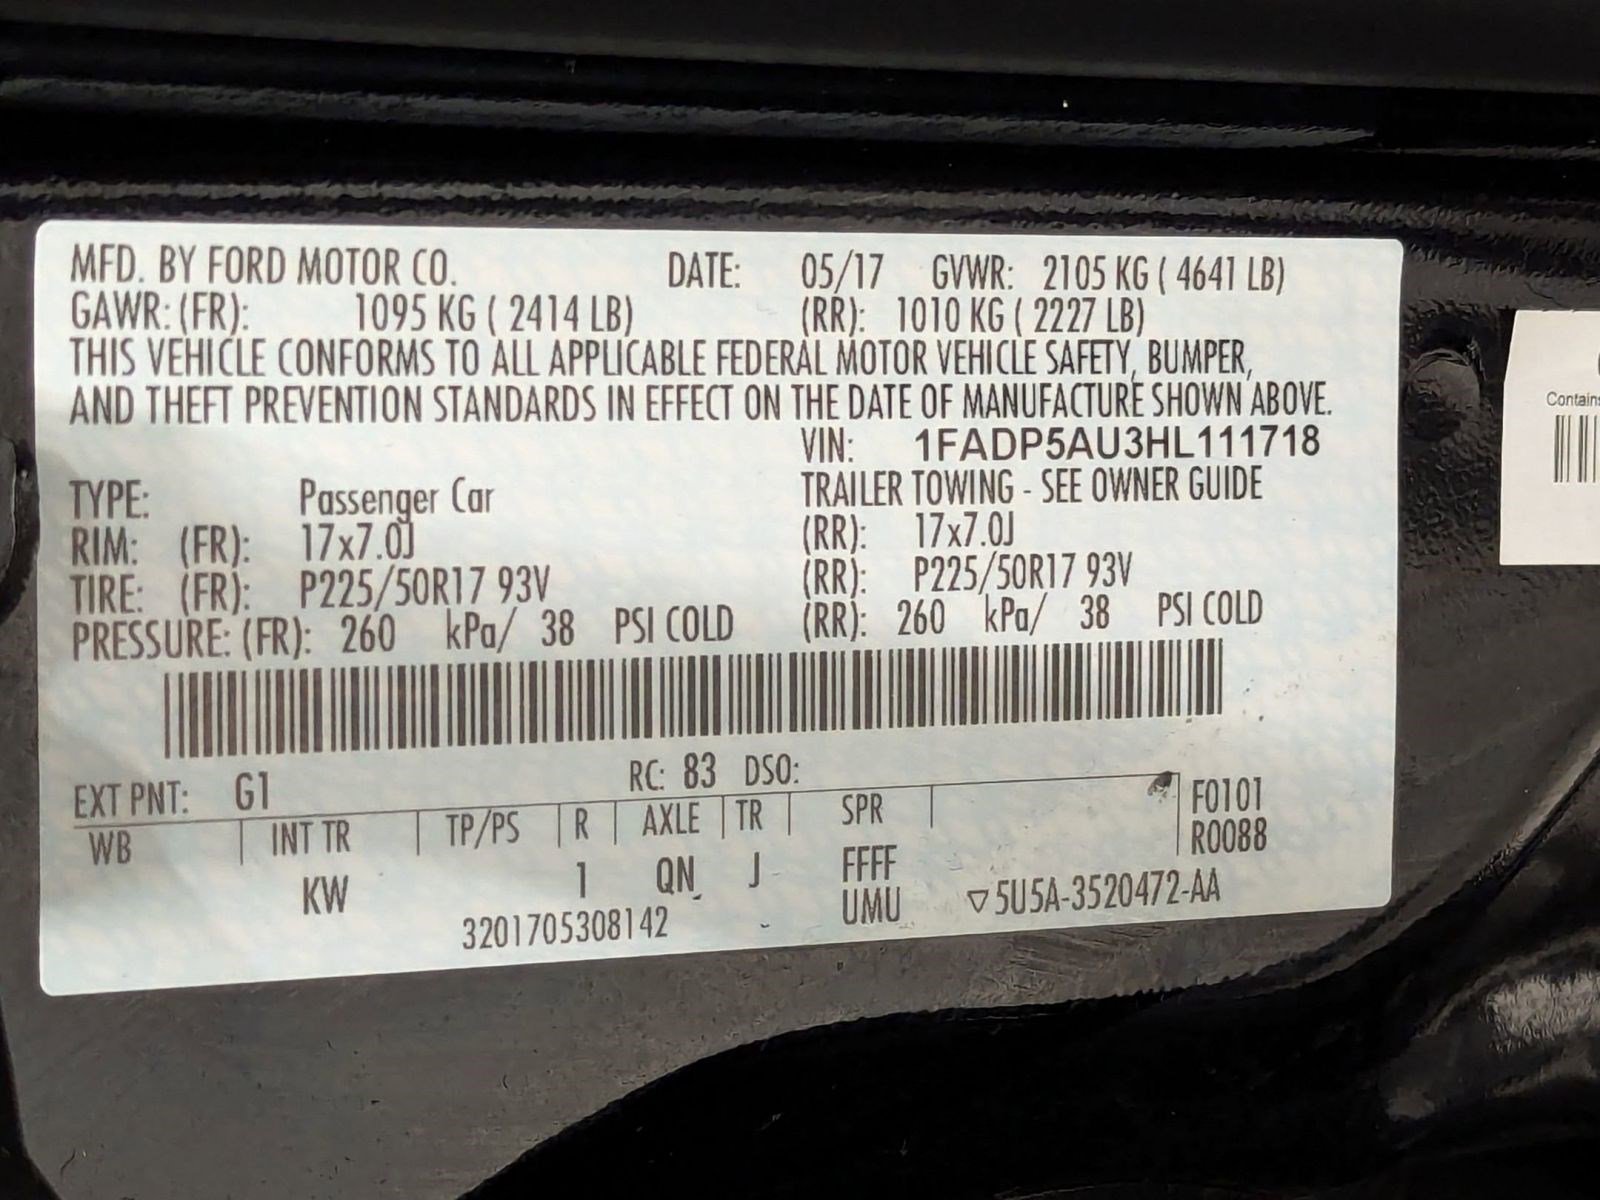 MFD. BY FORD MOTOR CO. DATE: 05/17 GVWR: 2105 KG ( 4641 LB)
GAWR: (FR): 1095 KG ( 2414 LB) (RR): 1010 KG ( 2227 LB)
THIS VEHICLE CONFORMS TO ALL APPLICABLE FEDERAL MOTOR VEHICLE SAFETY, BUMPER,
AND THEFT PREVENTION STANDARDS IN EFFECT ON THE DATE OF MANUFACTURE SHOWN ABOVE.
VIN: 1FADP5AU3HL111718
TYPE: Passenger Car TRAILER TOWING - SEE OWNER GUIDE
RIM: (FR): 17x7.0J (RR): 17x7.0J
TIRE: (FR): P225/50R17 93V (RR): P225/50R17 93V
PRESSURE: (FR): 260 kPa/ 38 PSI COLD (RR): 260 kPa/ 38 PSI COLD
EXT PNT: G1 RC: 83 DSO:
WB INT TR TP/PS R AXLE TR SPR F0101
R0088
KW 1 QN J FFFF
UMU ▽5U5A-3520472-AA
3201705308142
Contains